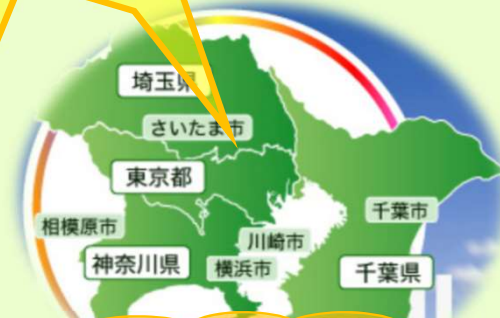 埼玉県
さいたま市
東京都
千葉市
相模原市
川崎市
神奈川県
横浜市
千葉県